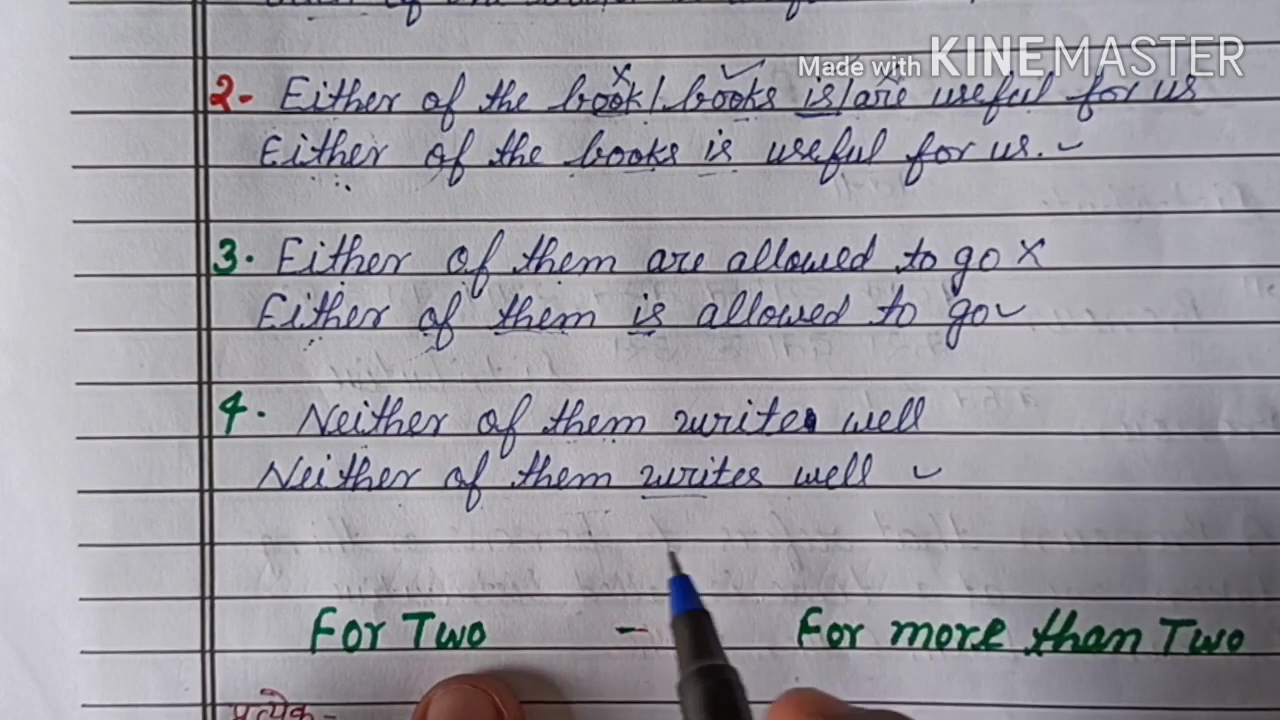 Made with KINEMASTER
2- Either of the book/books is/are useful for us
Either of the books is useful for us.
3. Either of them are allowed to go ×
Either of them is allowed to go
4. Neither of them write well
Neither of them writes well
For Two - For more than Two
प्रत्येक-